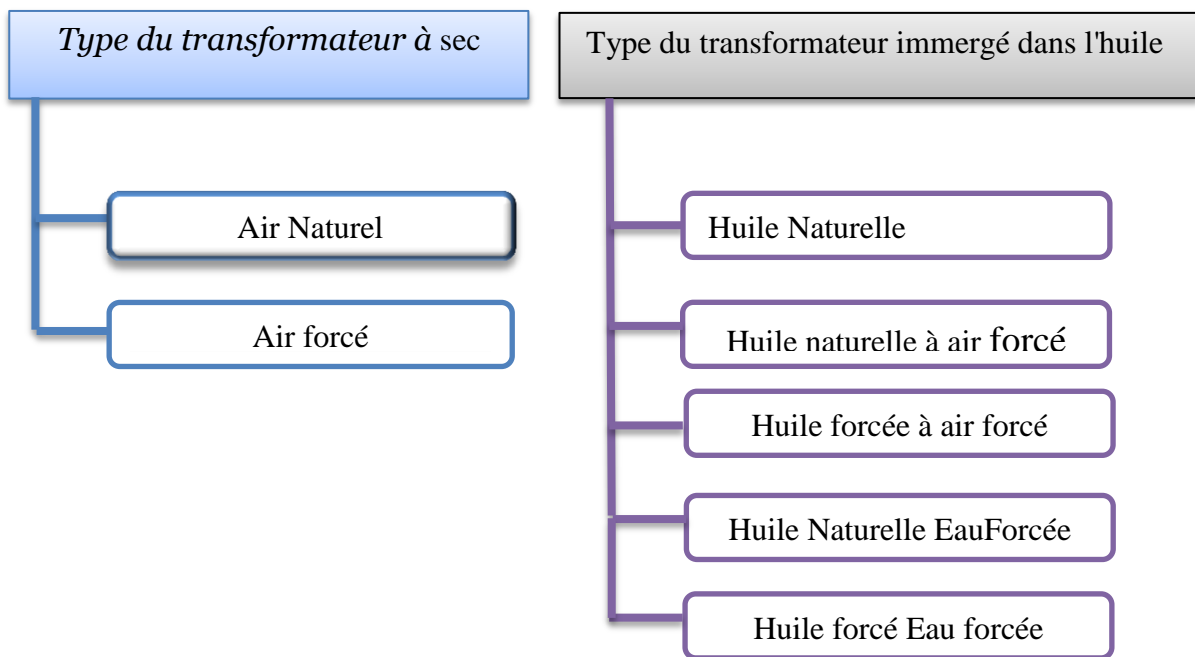 Type du transformateur à sec
Air Naturel
Air forcé
Type du transformateur immergé dans l'huile
Huile Naturelle
Huile naturelle à air forcé
Huile forcée à air forcé
Huile Naturelle EauForcée
Huile forcé Eau forcée